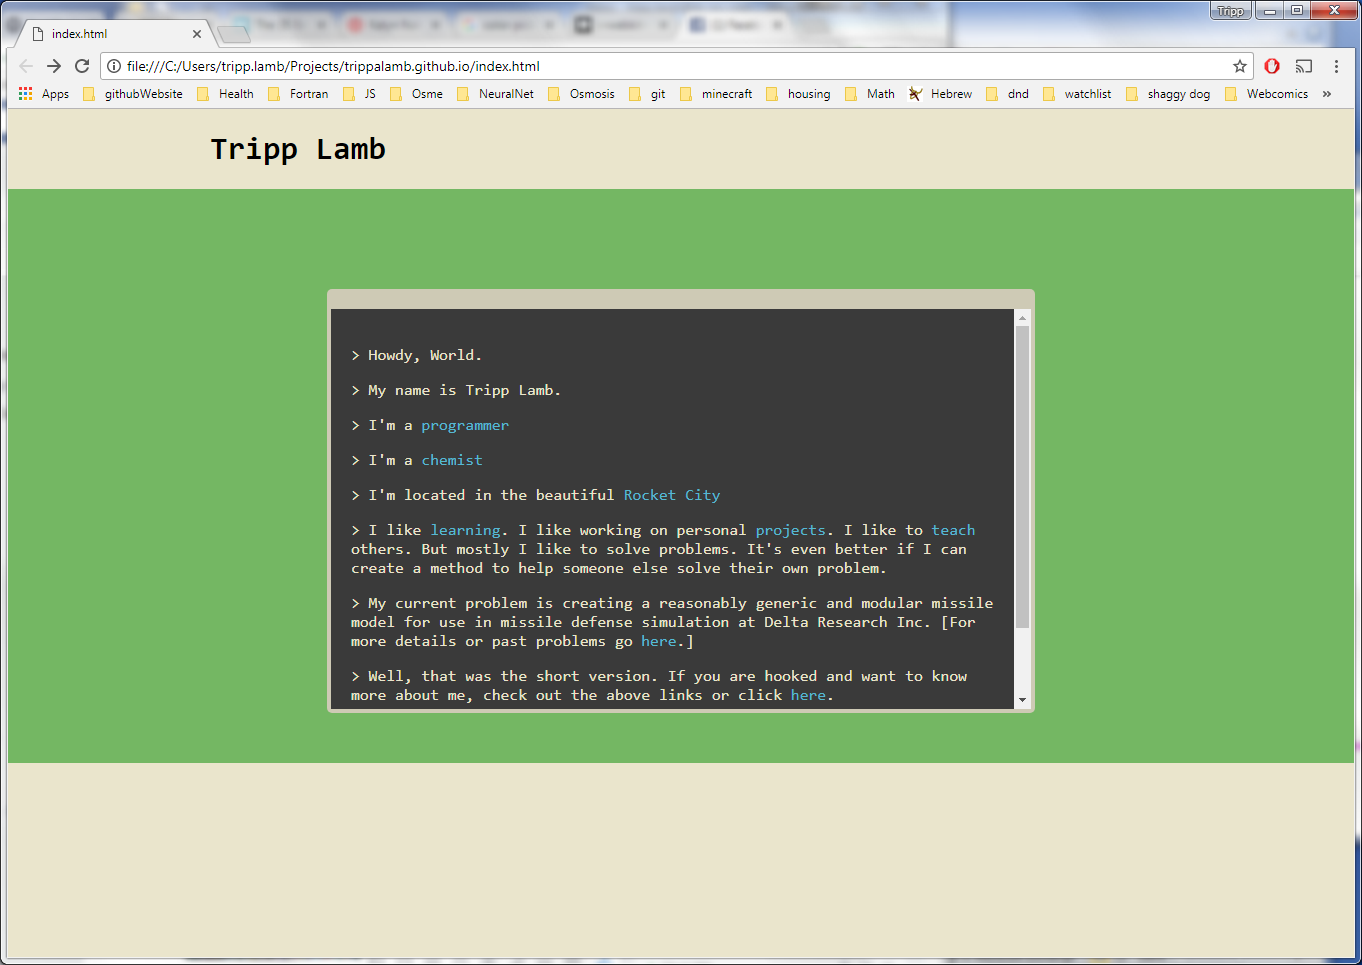 Tripp
index.html
file:///C:/Users/tripp.lamb/Projects/trippalamb.github.io/index.html
Apps githubWebsite Health Fortran JS Osme NeuralNet Osmosis git minecraft housing Math Hebrew dnd watchlist shaggy dog Webcomics »
Tripp Lamb
> Howdy, World.
> My name is Tripp Lamb.
> I'm a programmer
> I'm a chemist
> I'm located in the beautiful Rocket City
> I like learning. I like working on personal projects. I like to teach
others. But mostly I like to solve problems. It's even better if I can
create a method to help someone else solve their own problem.
> My current problem is creating a reasonably generic and modular missile
model for use in missile defense simulation at Delta Research Inc. [For
more details or past problems go here.]
> Well, that was the short version. If you are hooked and want to know
more about me, check out the above links or click here.